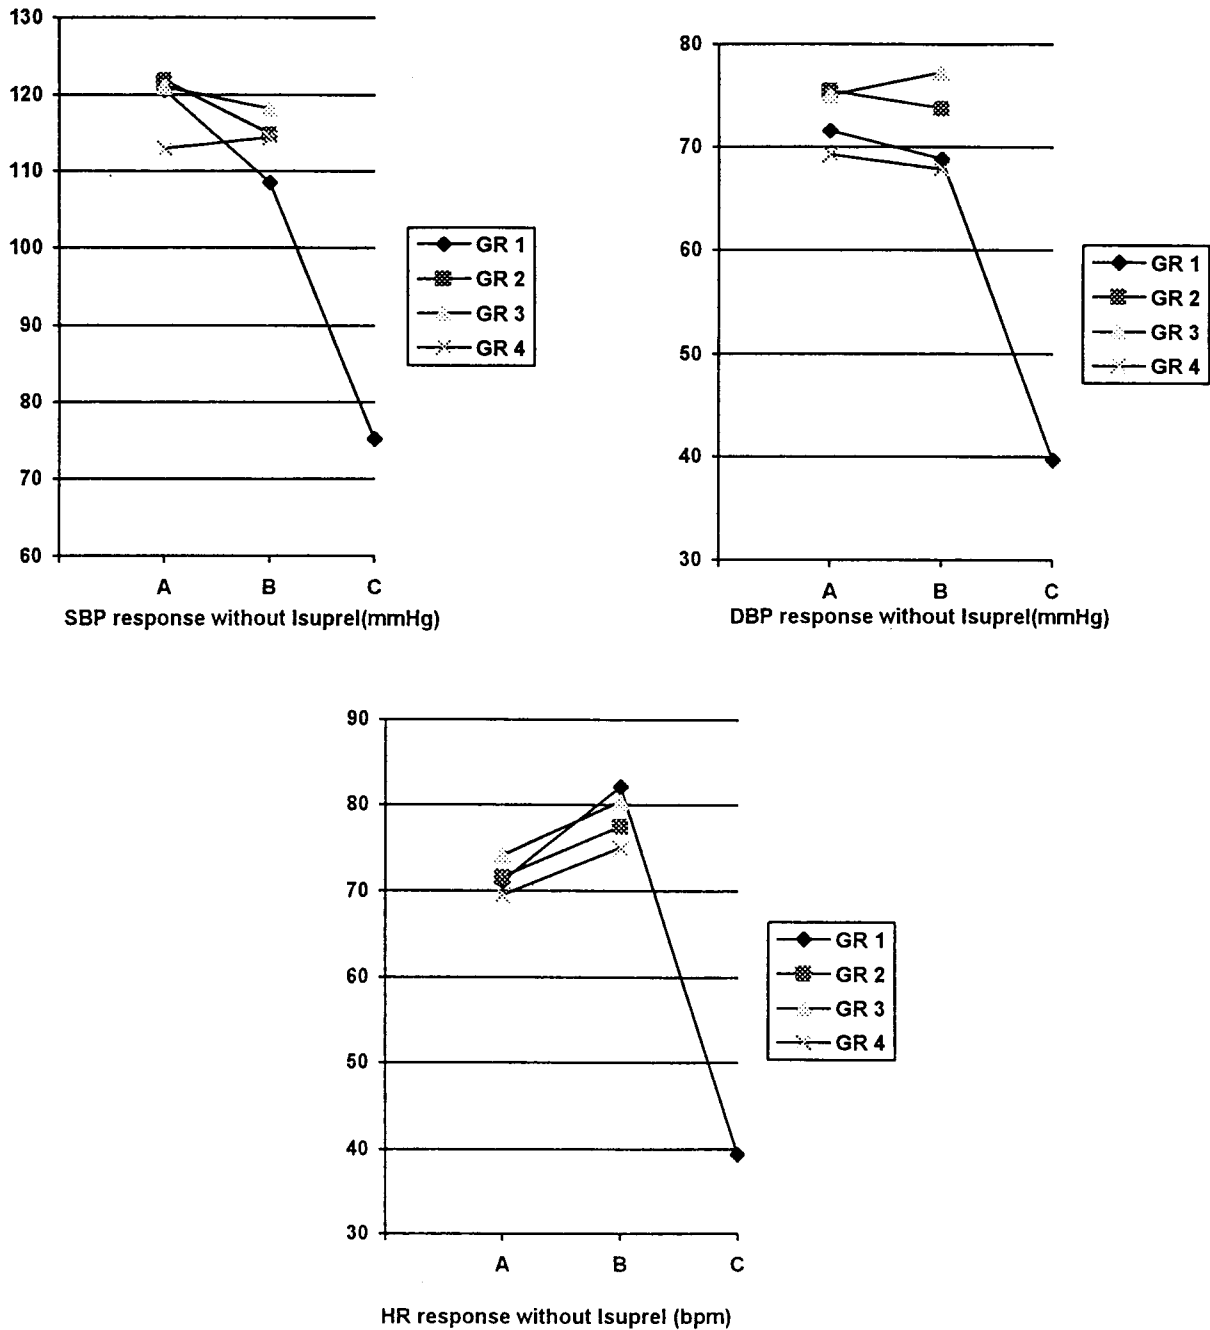 130
120
110
100
90
80
70
60
A B C
SBP response without Isuprel(mmHg)
GR 1
GR 2
GR 3
GR 4
80
70
60
50
40
30
A B C
DBP response without Isuprel(mmHg)
GR 1
GR 2
GR 3
GR 4
90
80
70
60
50
40
30
A B C
HR response without Isuprel (bpm)
GR 1
GR 2
GR 3
GR 4